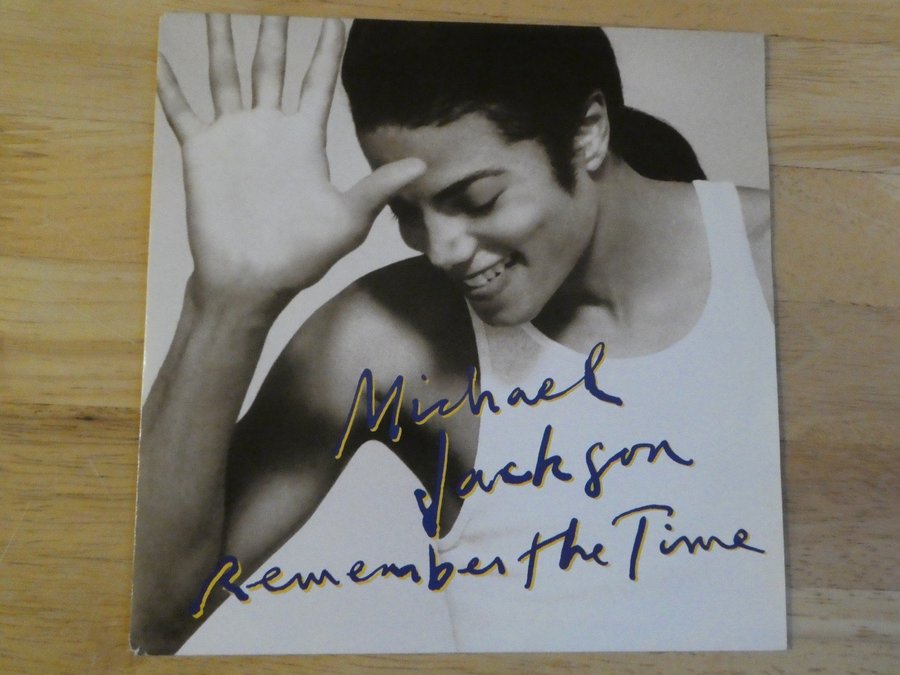 Michael
Jackson
Remember the Time